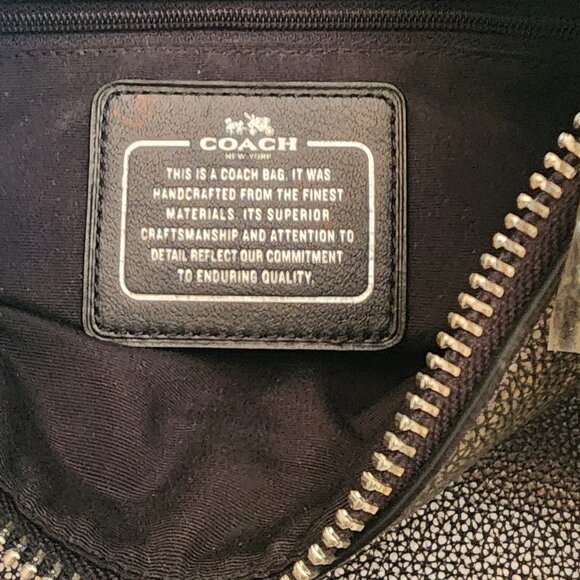 COACH
NEW YORK
THIS IS A COACH BAG. IT WAS
HANDCRAFTED FROM THE FINEST
MATERIALS. ITS SUPERIOR
CRAFTSMANSHIP AND ATTENTION TO
DETAIL REFLECT OUR COMMITMENT
TO ENDURING QUALITY.